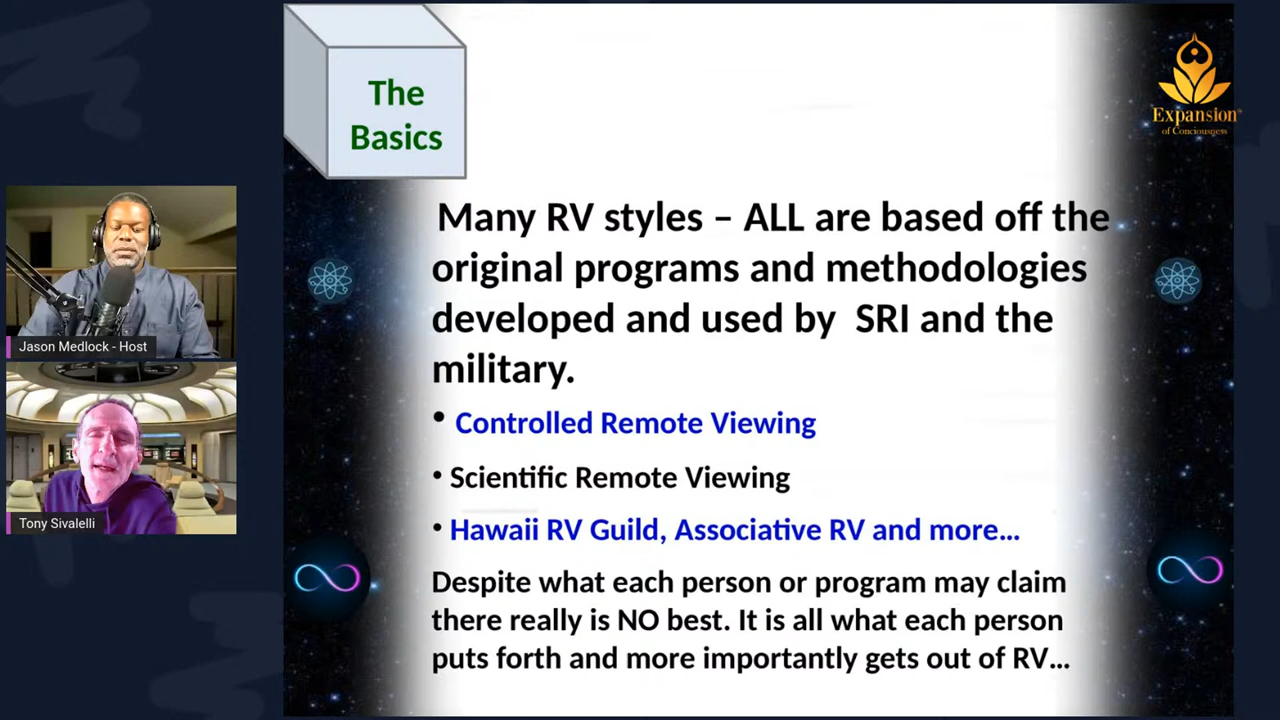 The
Basics
Expansion
of Conciousness
Many RV styles – ALL are based off the
original programs and methodologies
developed and used by SRI and the
military.
• Controlled Remote Viewing
• Scientific Remote Viewing
• Hawaii RV Guild, Associative RV and more...
Despite what each person or program may claim
there really is NO best. It is all what each person
puts forth and more importantly gets out of RV...
Jason Medlock - Host
Tony Sivalelli